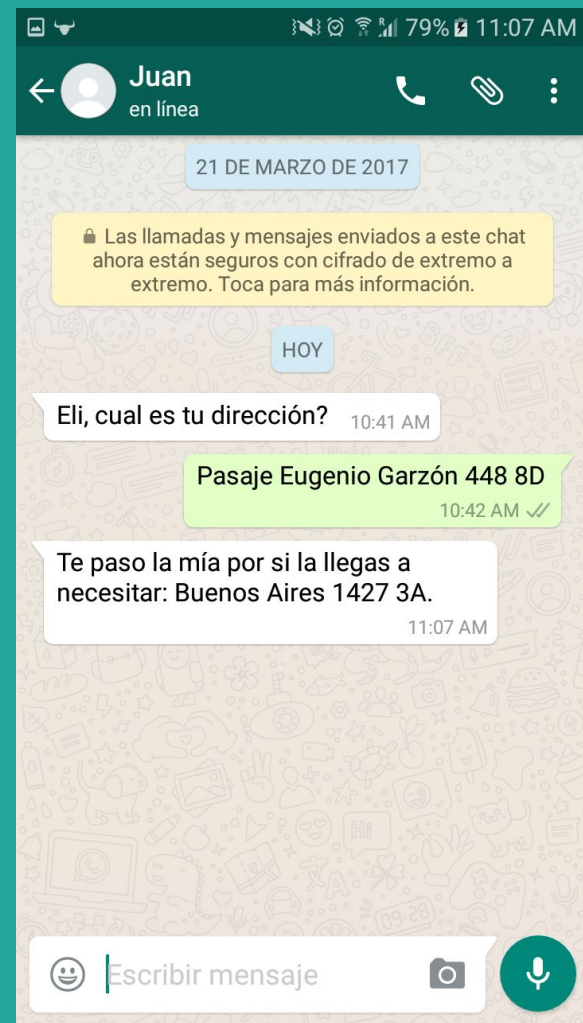 79% 11:07 AM
Juan
en línea
21 DE MARZO DE 2017
Las llamadas y mensajes enviados a este chat
ahora están seguros con cifrado de extremo a
extremo. Toca para más información.
HOY
Eli, cual es tu dirección? 10:41 AM
Pasaje Eugenio Garzón 448 8D
10:42 AM
Te paso la mía por si la llegas a
necesitar: Buenos Aires 1427 3A.
11:07 AM
Escribir mensaje